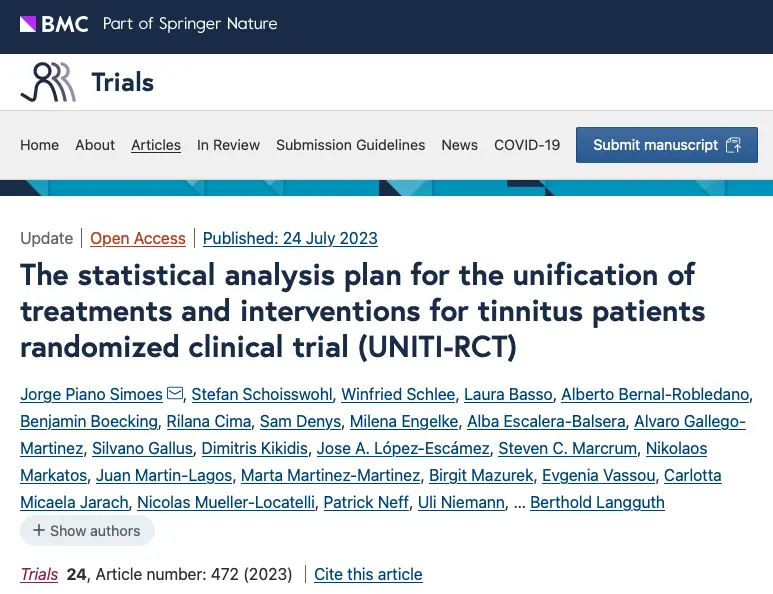 BMC Part of Springer Nature
Trials
Home About Articles In Review Submission Guidelines News COVID-19 Submit manuscript
Update | Open Access | Published: 24 July 2023
The statistical analysis plan for the unification of
treatments and interventions for tinnitus patients
randomized clinical trial (UNITI-RCT)
Jorge Piano Simoes, Stefan Schoisswohl, Winfried Schlee, Laura Basso, Alberto Bernal-Robledano,
Benjamin Boecking, Rilana Cima, Sam Denys, Milena Engelke, Alba Escalera-Balsera, Alvaro Gallego-
Martinez, Silvano Gallus, Dimitris Kikidis, Jose A. López-Escámez, Steven C. Marcrum, Nikolaos
Markatos, Juan Martin-Lagos, Marta Martinez-Martinez, Birgit Mazurek, Evgenia Vassou, Carlotta
Micaela Jarach, Nicolas Mueller-Locatelli, Patrick Neff, Uli Niemann, ... Berthold Langguth
+ Show authors
Trials 24, Article number: 472 (2023) | Cite this article